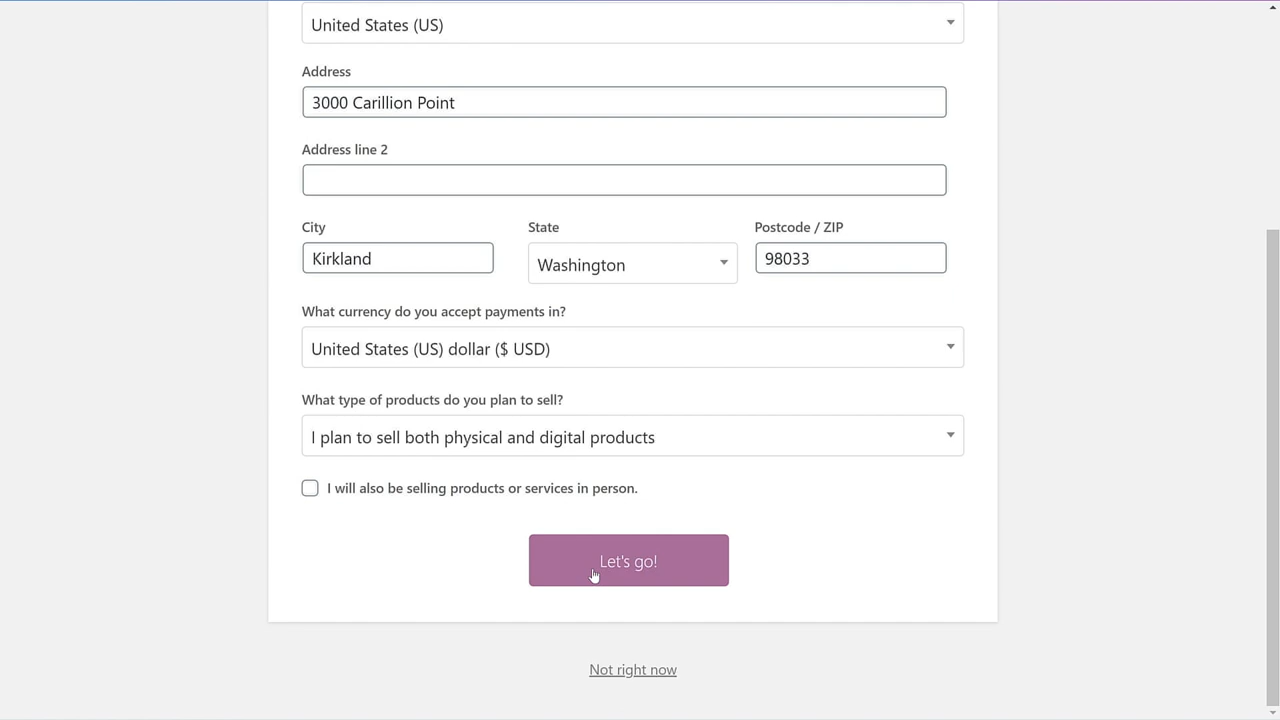 United States (US)
Address
3000 Carillion Point
Address line 2
City State Postcode / ZIP
Kirkland Washington 98033
What currency do you accept payments in?
United States (US) dollar ($ USD)
What type of products do you plan to sell?
I plan to sell both physical and digital products
I will also be selling products or services in person.
Let's go!
Not right now